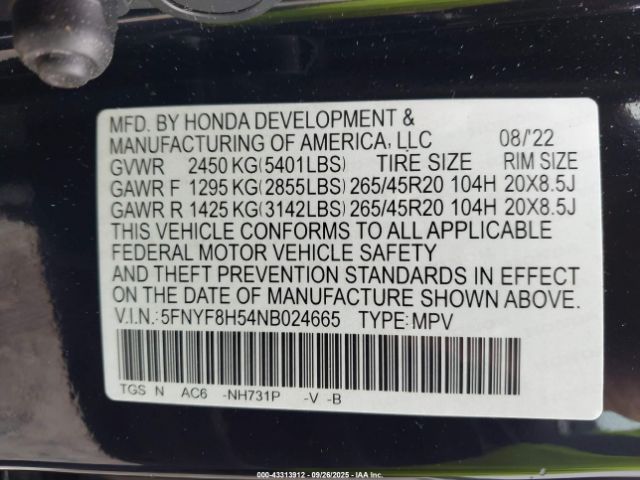 MFD. BY HONDA DEVELOPMENT &
MANUFACTURING OF AMERICA, LLC 08/'22
GVWR 2450 KG(5401LBS) TIRE SIZE RIM SIZE
GAWR F 1295 KG(2855LBS) 265/45R20 104H 20X8.5J
GAWR R 1425 KG(3142LBS) 265/45R20 104H 20X8.5J
THIS VEHICLE CONFORMS TO ALL APPLICABLE
FEDERAL MOTOR VEHICLE SAFETY
AND THEFT PREVENTION STANDARDS IN EFFECT
ON THE DATE OF MANUFACTURE SHOWN ABOVE.
V.I.N.:5FNYF8H54NB024665 TYPE: MPV
TGS N AC6 -NH731P -V -B
000-43313912 - 09/26/2025 - IAA Corp.